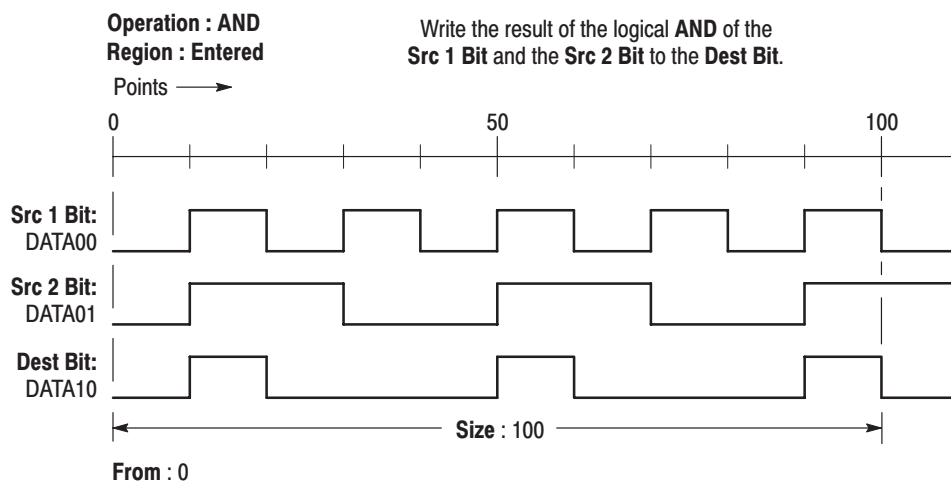 Operation : AND
Region : Entered
Write the result of the logical AND of the
Src 1 Bit and the Src 2 Bit to the Dest Bit.
Points
0 50 100
Src 1 Bit:
DATA00
Src 2 Bit:
DATA01
Dest Bit:
DATA10
Size : 100
From : 0